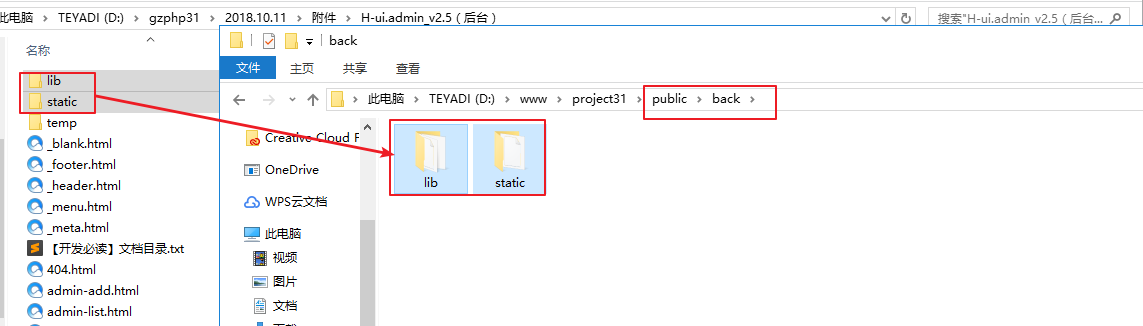 此电脑 > TEYADI (D:) > gzphp31 > 2018.10.11 > 附件 > H-ui.admin_v2.5（后台）
搜索"H-ui.admin_v2.5（后台...
名称
lib
static
temp
_blank.html
_footer.html
_header.html
_menu.html
_meta.html
【开发必读】文档目录.txt
404.html
admin-add.html
admin-list.html
back
文件 主页 共享 查看
此电脑 > TEYADI (D:) > www > project31 > public > back >
Creative Cloud F
OneDrive
WPS云文档
此电脑
视频
图片
文档
lib static